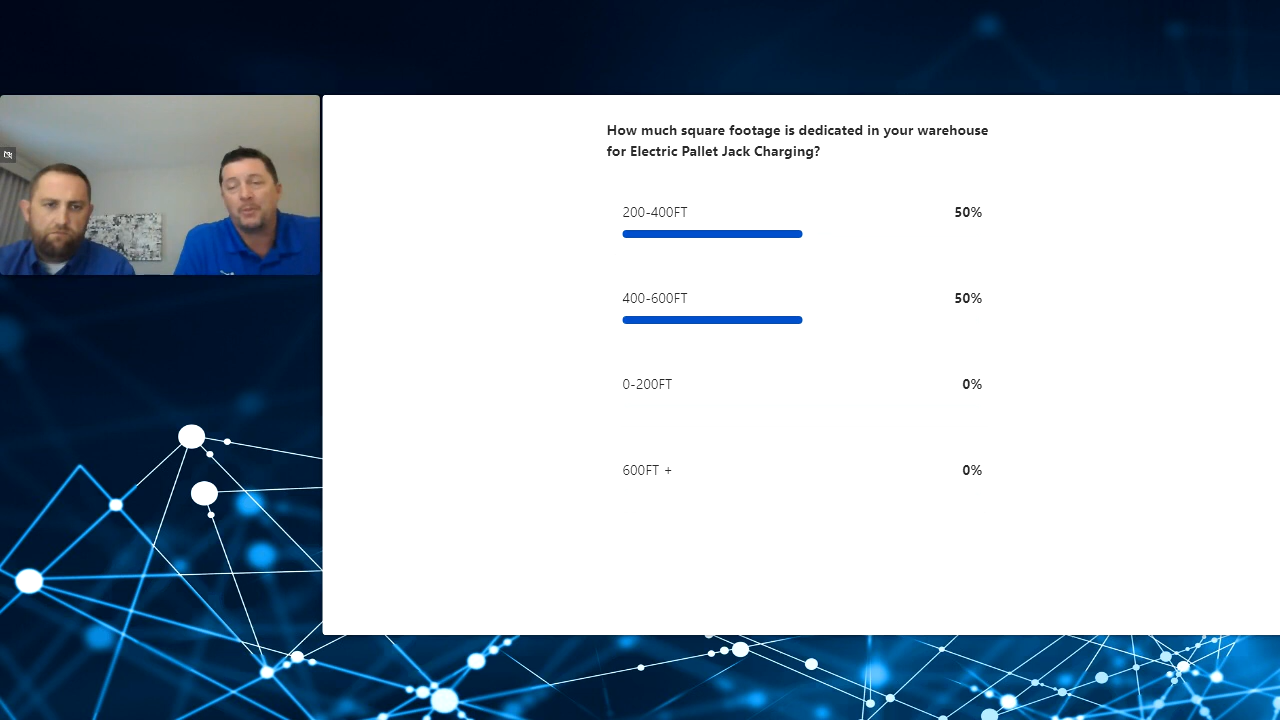 How much square footage is dedicated in your warehouse
for Electric Pallet Jack Charging?
200-400FT 50%
400-600FT 50%
0-200FT 0%
600FT + 0%